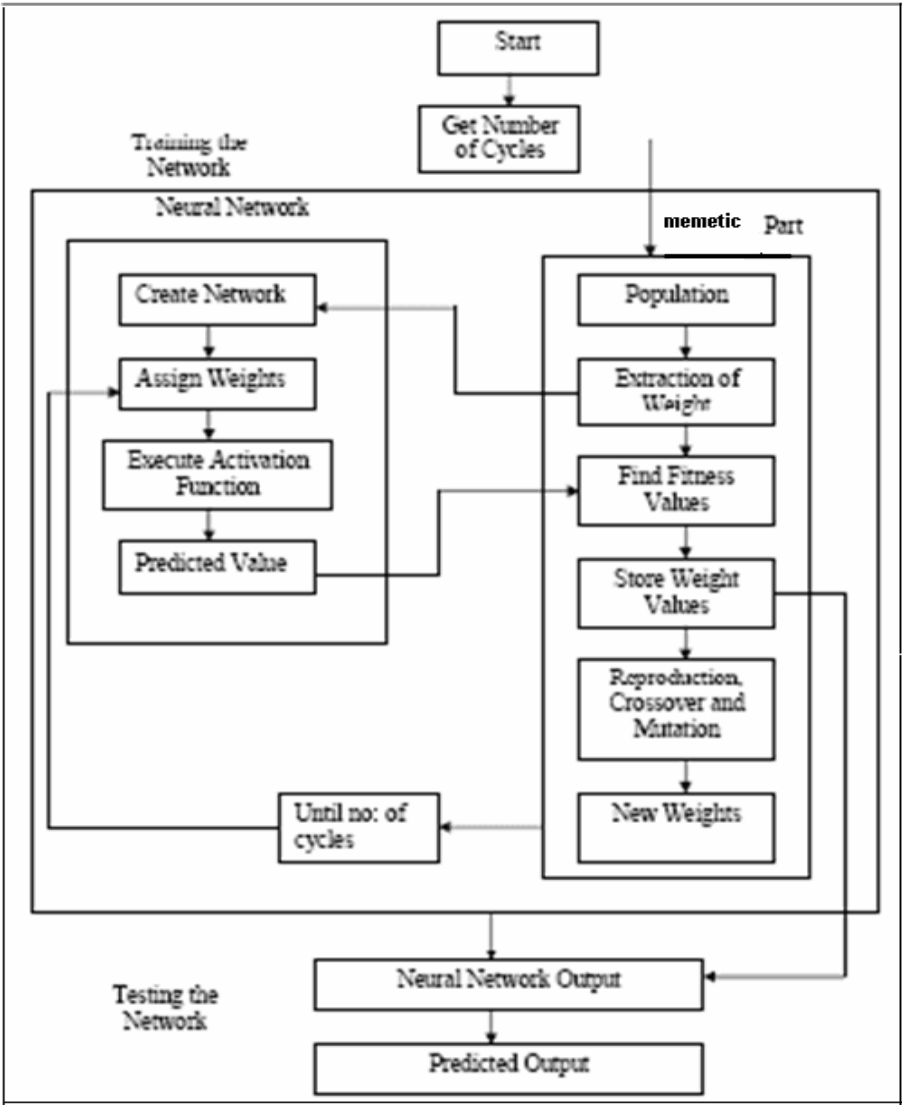 Start
Get Number
of Cycles
Training the
Network
Neural Network
memetic Part
Create Network
Assign Weights
Execute Activation
Function
Predicted Value
Population
Extraction of
Weight
Find Fitness
Values
Store Weight
Values
Reproduction,
Crossover and
Mutation
New Weights
Until no: of
cycles
Testing the
Network
Neural Network Output
Predicted Output